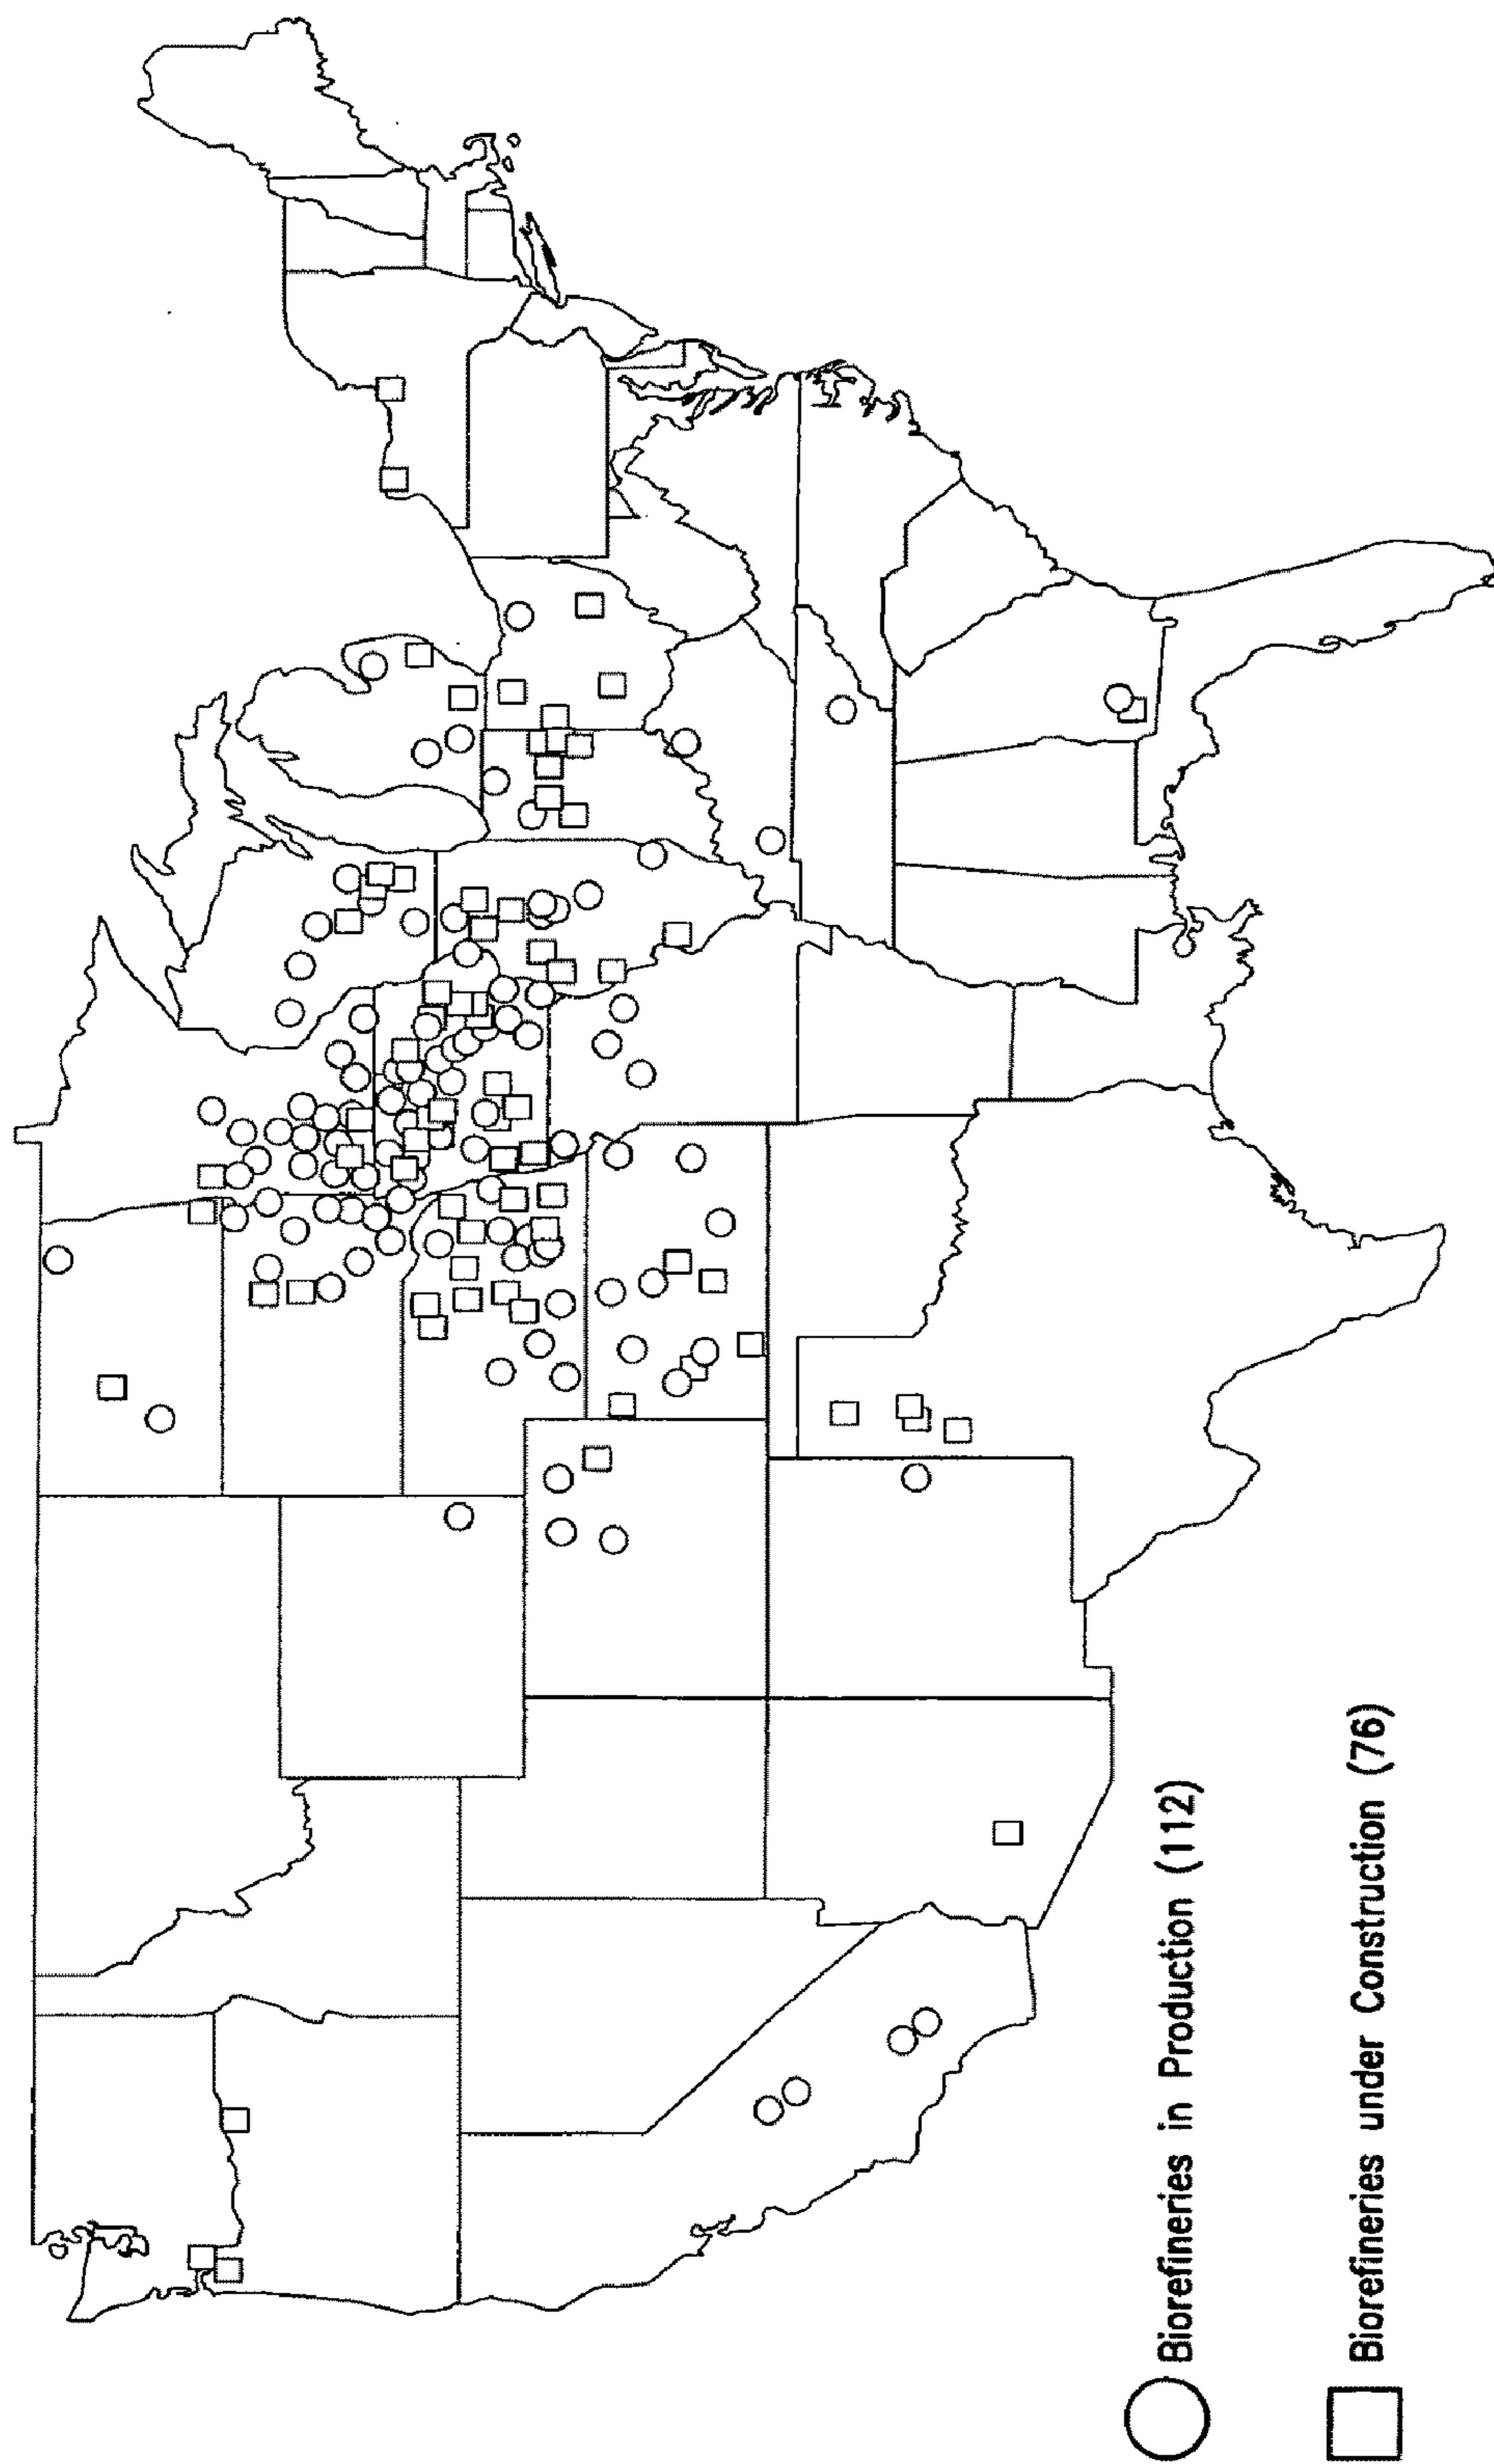 Biorefineries in Production (112)
Biorefineries under Construction (76)